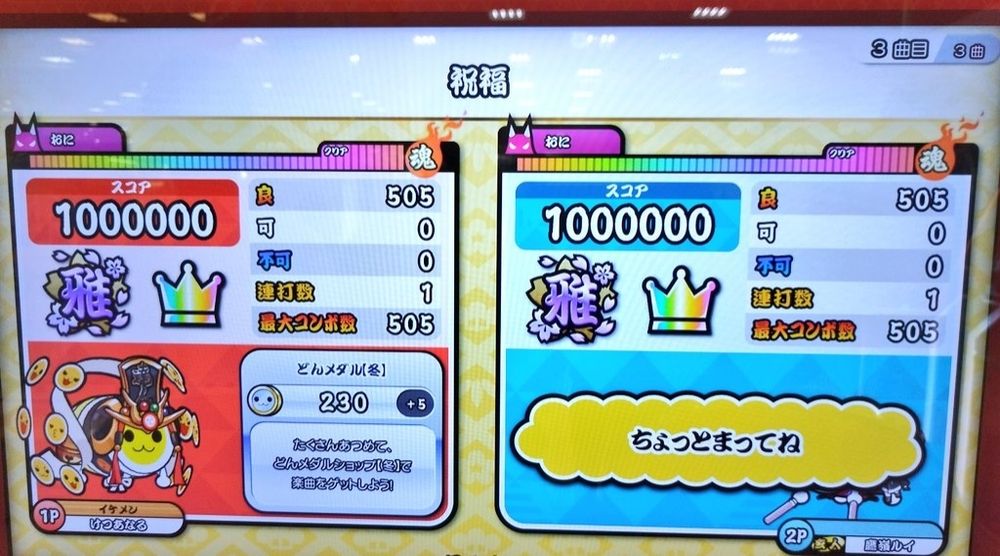 3曲目 3曲
祝福
おに
クリア
魂
スコア
1000000
良 505
可 0
不可 0
連打数 1
最大コンボ数 505
雅
どんメダル【冬】
230 +5
たくさんあつめて、
どんメダルショップ【冬】で
楽曲をゲットしよう!
1P
イケメン
けつあなる
おに
クリア
魂
スコア
1000000
良 505
可 0
不可 0
連打数 1
最大コンボ数 505
雅
ちょっとまってね
2P
玄人
鷹嶺ルイ